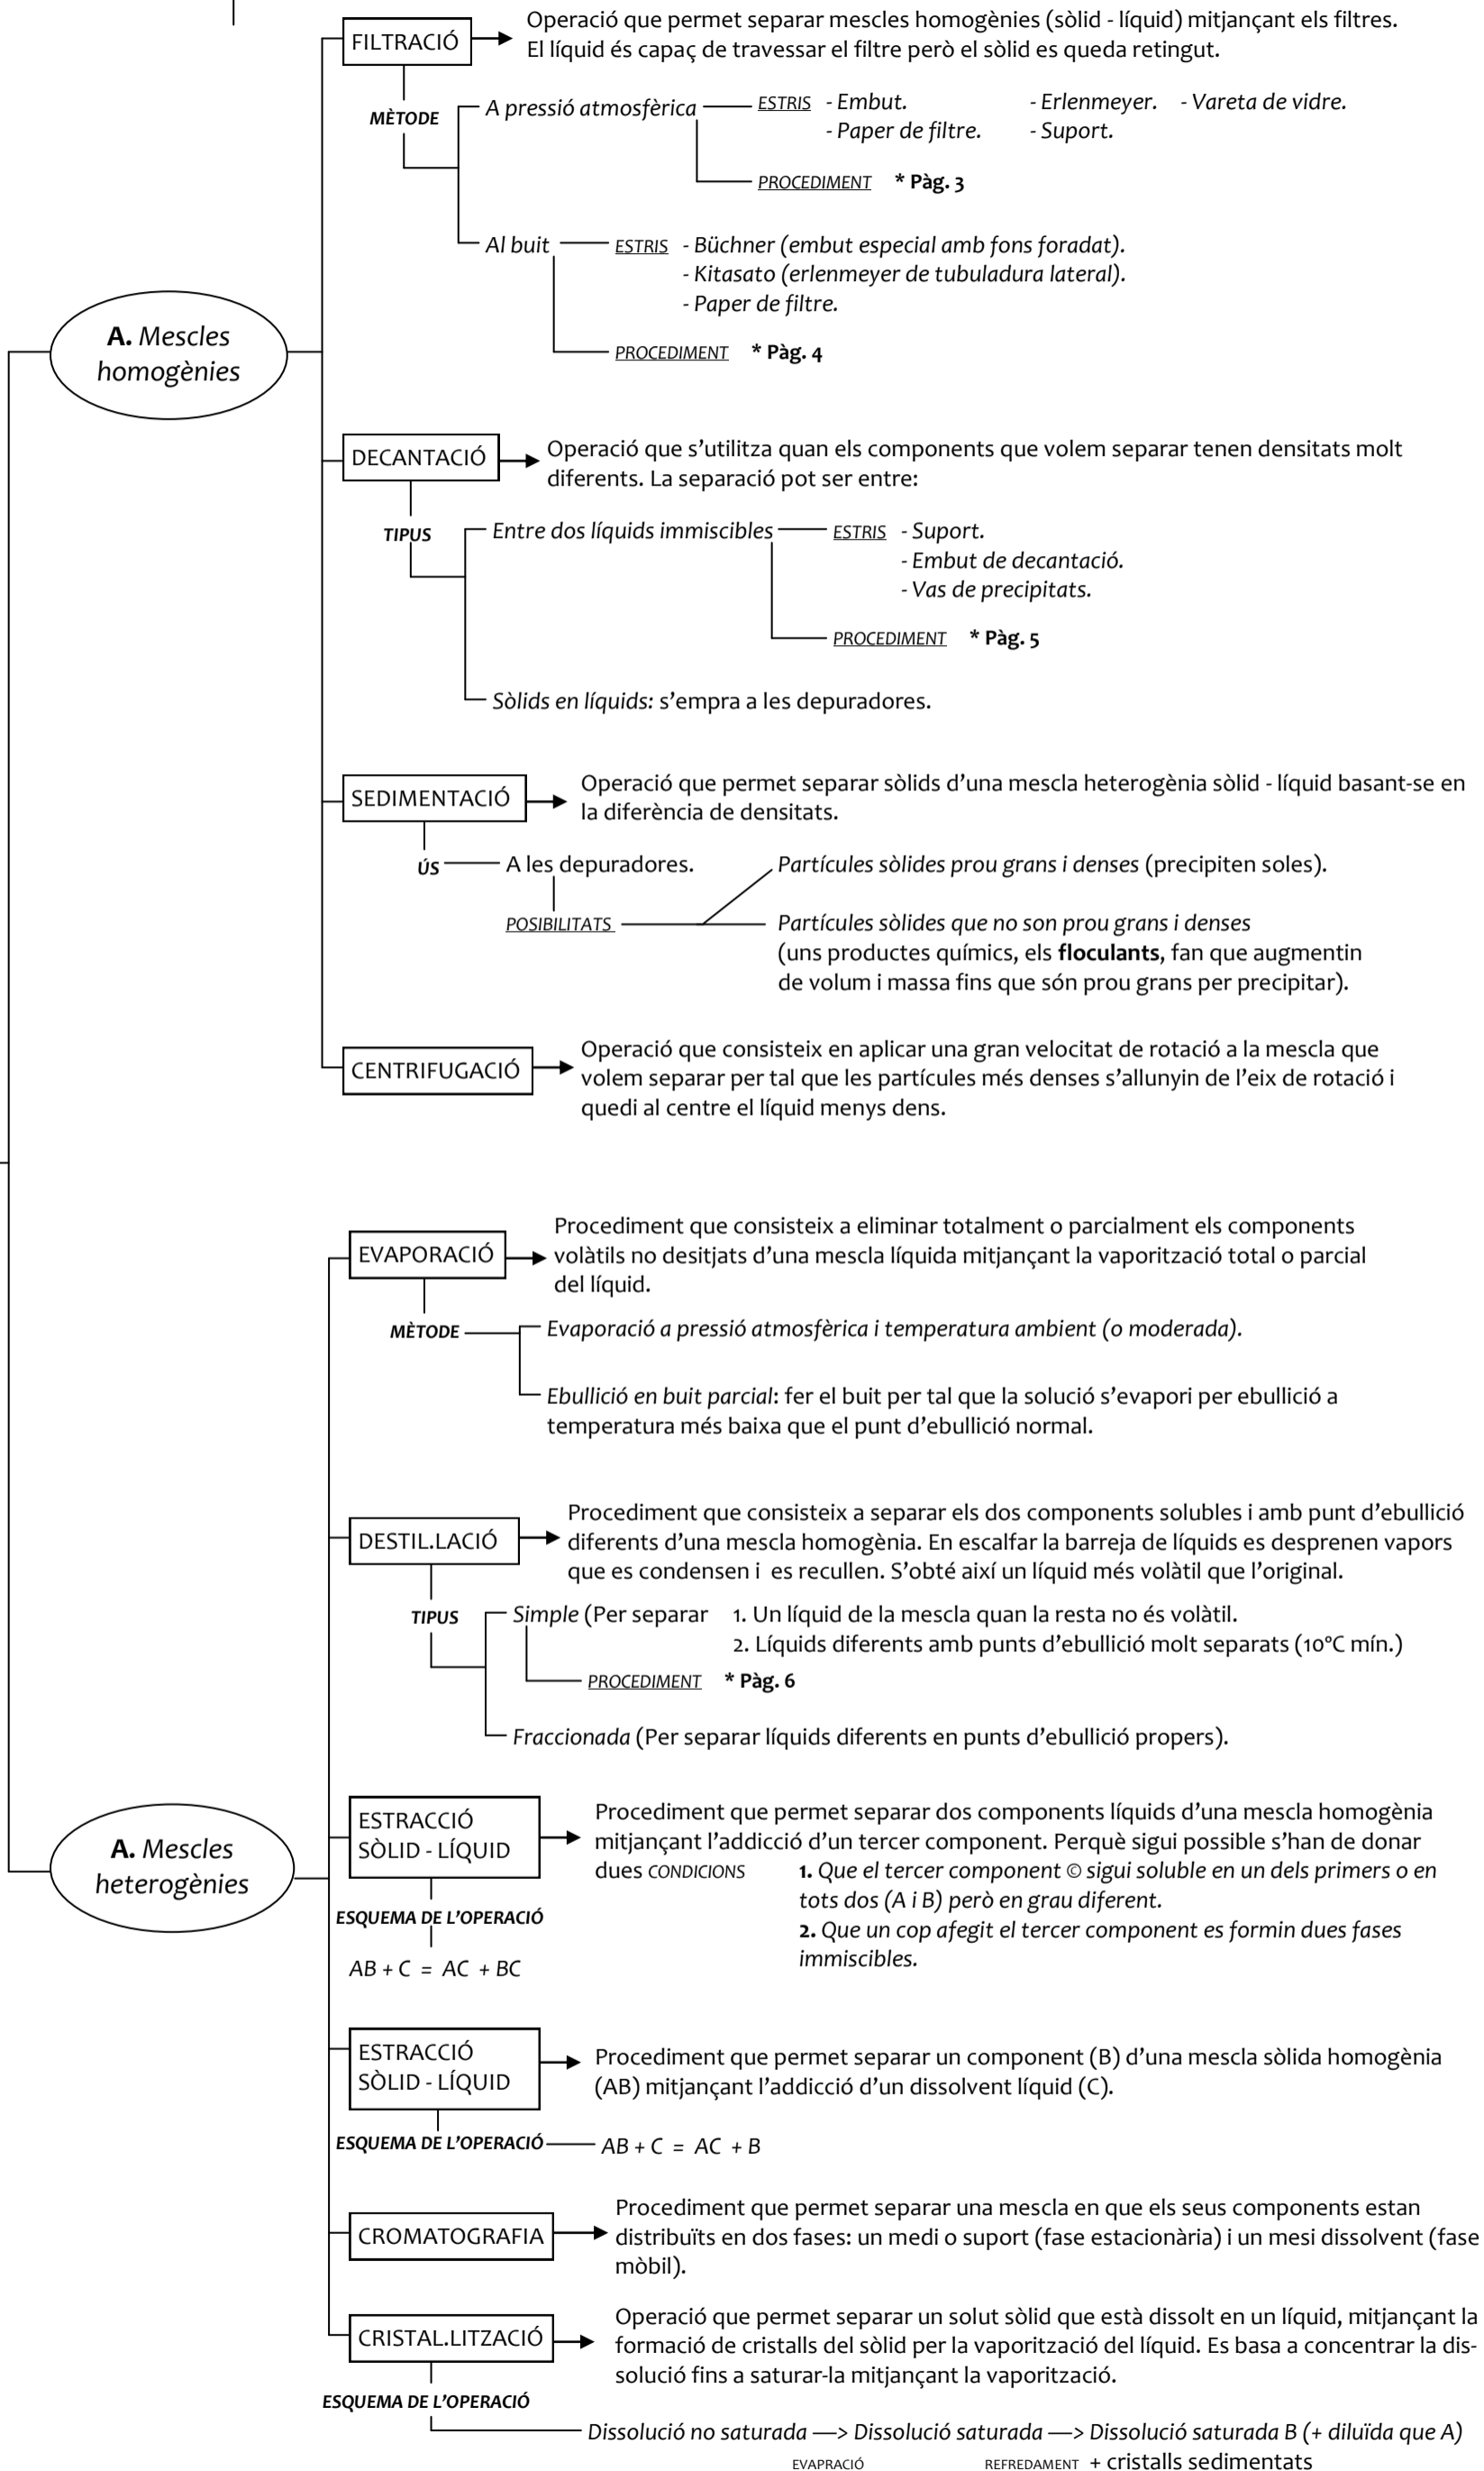 FILTRACIÓ
Operació que permet separar mescles homogènies (sòlid - líquid) mitjançant els filtres.
El líquid és capaç de travessar el filtre però el sòlid es queda retingut.
MÈTODE
A pressió atmosfèrica
ESTRIS - Embut. - Erlenmeyer. - Vareta de vidre.
- Paper de filtre. - Suport.
PROCEDIMENT * Pàg. 3
Al buit
ESTRIS - Büchner (embut especial amb fons foradat).
- Kitasato (erlenmeyer de tubuladura lateral).
- Paper de filtre.
PROCEDIMENT * Pàg. 4
A. Mescles
homogènies
DECANTACIÓ
Operació que s’utilitza quan els components que volem separar tenen densitats molt
diferents. La separació pot ser entre:
TIPUS
Entre dos líquids immiscibles
ESTRIS - Suport.
- Embut de decantació.
- Vas de precipitats.
PROCEDIMENT * Pàg. 5
Sòlids en líquids: s’empra a les depuradores.
SEDIMENTACIÓ
Operació que permet separar sòlids d’una mescla heterogènia sòlid - líquid basant-se en
la diferència de densitats.
ÚS
A les depuradores.
POSIBILITATS
Partícules sòlides prou grans i denses (precipiten soles).
Partícules sòlides que no son prou grans i denses
(uns productes químics, els floculants, fan que augmentin
de volum i massa fins que són prou grans per precipitar).
CENTRIFUGACIÓ
Operació que consisteix en aplicar una gran velocitat de rotació a la mescla que
volem separar per tal que les partícules més denses s’allunyin de l’eix de rotació i
quedi al centre el líquid menys dens.
EVAPORACIÓ
Procediment que consisteix a eliminar totalment o parcialment els components
volàtils no desitjats d’una mescla líquida mitjançant la vaporització total o parcial
del líquid.
MÈTODE
Evaporació a pressió atmosfèrica i temperatura ambient (o moderada).
Ebullició en buit parcial: fer el buit per tal que la solució s’evapori per ebullició a
temperatura més baixa que el punt d’ebullició normal.
DESTIL.LACIÓ
Procediment que consisteix a separar els dos components solubles i amb punt d’ebullició
diferents d’una mescla homogènia. En escalfar la barreja de líquids es desprenen vapors
que es condensen i es recullen. S’obté així un líquid més volàtil que l’original.
TIPUS
Simple (Per separar 1. Un líquid de la mescla quan la resta no és volàtil.
2. Líquids diferents amb punts d’ebullició molt separats (10ºC mín.)
PROCEDIMENT * Pàg. 6
Fraccionada (Per separar líquids diferents en punts d’ebullició propers).
A. Mescles
heterogènies
ESTRACCIÓ
SÒLID - LÍQUID
Procediment que permet separar dos components líquids d’una mescla homogènia
mitjançant l’addicció d’un tercer component. Perquè sigui possible s’han de donar
dues CONDICIONS 1. Que el tercer component © sigui soluble en un dels primers o en
tots dos (A i B) però en grau diferent.
2. Que un cop afegit el tercer component es formin dues fases
immiscibles.
ESQUEMA DE L’OPERACIÓ
AB + C = AC + BC
ESTRACCIÓ
SÒLID - LÍQUID
Procediment que permet separar un component (B) d’una mescla sòlida homogènia
(AB) mitjançant l’addicció d’un dissolvent líquid (C).
ESQUEMA DE L’OPERACIÓ
AB + C = AC + B
CROMATOGRAFIA
Procediment que permet separar una mescla en que els seus components estan
distribuïts en dos fases: un medi o suport (fase estacionària) i un mesi dissolvent (fase
mòbil).
CRISTAL.LITZACIÓ
Operació que permet separar un solut sòlid que està dissolt en un líquid, mitjançant la
formació de cristalls del sòlid per la vaporització del líquid. Es basa a concentrar la dis-
solució fins a saturar-la mitjançant la vaporització.
ESQUEMA DE L’OPERACIÓ
Dissolució no saturada —> Dissolució saturada —> Dissolució saturada B (+ diluïda que A)
EVAPRACIÓ REFREDAMENT + cristalls sedimentats